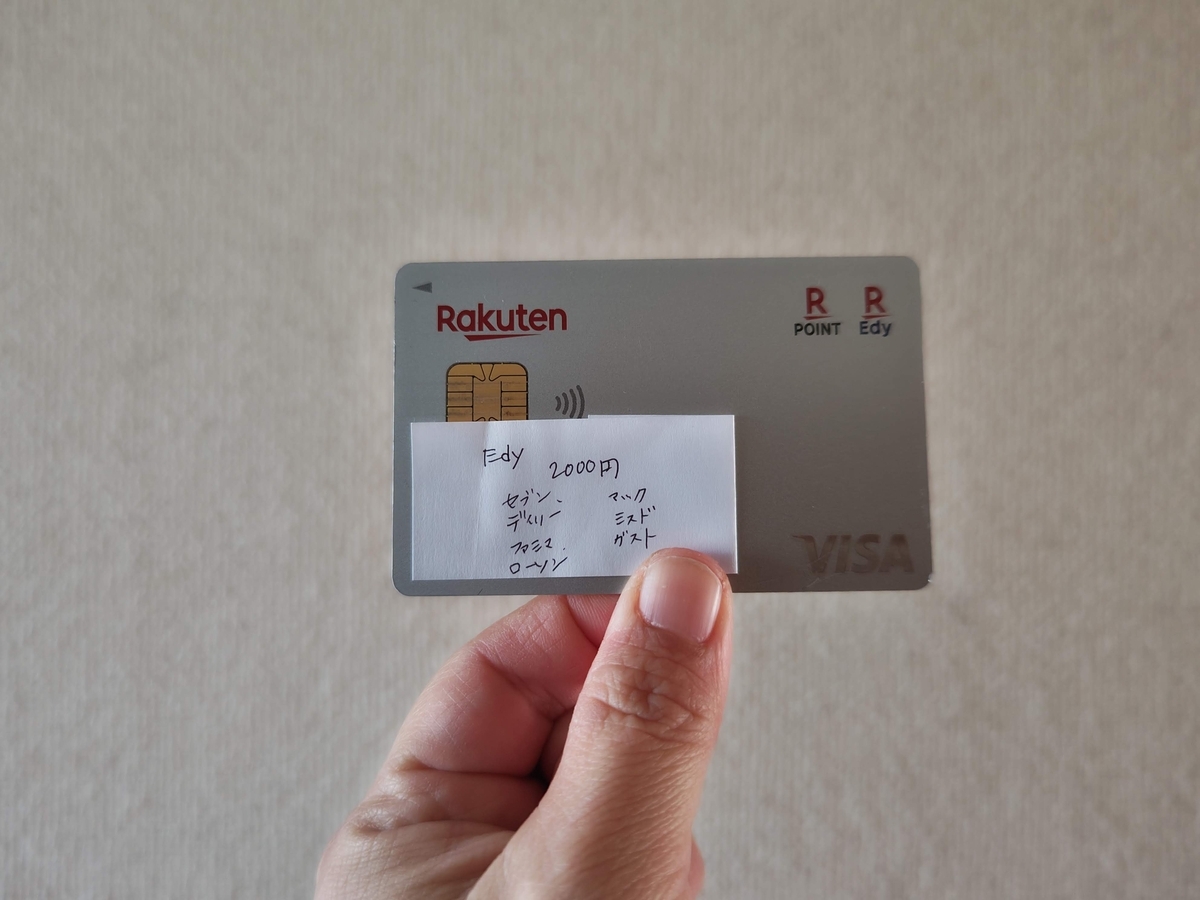 Rakuten
R
POINT
R
Edy
Edy
2000円
セブン
デイリー
ファミマ
ローソン
マック
ミスド
ガスト
VISA